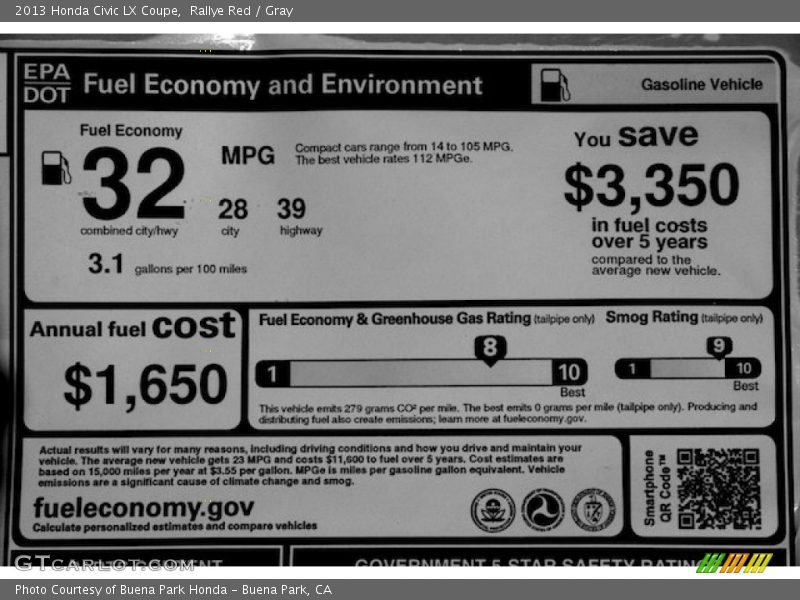 2013 Honda Civic LX Coupe, Rallye Red / Gray
EPA
DOT
Fuel Economy and Environment
Gasoline Vehicle
Fuel Economy
32
MPG
Compact cars range from 14 to 105 MPG.
The best vehicle rates 112 MPGe.
28
39
combined city/hwy
city
highway
3.1 gallons per 100 miles
You save
$3,350
in fuel costs
over 5 years
compared to the
average new vehicle.
Annual fuel cost
$1,650
Fuel Economy & Greenhouse Gas Rating (tailpipe only)
8
1
10
Best
Smog Rating (tailpipe only)
9
1
10
Best
This vehicle emits 279 grams CO² per mile. The best emits 0 grams per mile (tailpipe only). Producing and
distributing fuel also create emissions; learn more at fueleconomy.gov.
Actual results will vary for many reasons, including driving conditions and how you drive and maintain your
vehicle. The average new vehicle gets 23 MPG and costs $11,600 to fuel over 5 years. Cost estimates are
based on 15,000 miles per year at $3.55 per gallon. MPGe is miles per gasoline gallon equivalent. Vehicle
emissions are a significant cause of climate change and smog.
fueleconomy.gov
Calculate personalized estimates and compare vehicles
Smartphone
QR Code™
GTCARLOT.COM
GOVERNMENT 5-STAR SAFETY RATING
Photo Courtesy of Buena Park Honda – Buena Park, CA